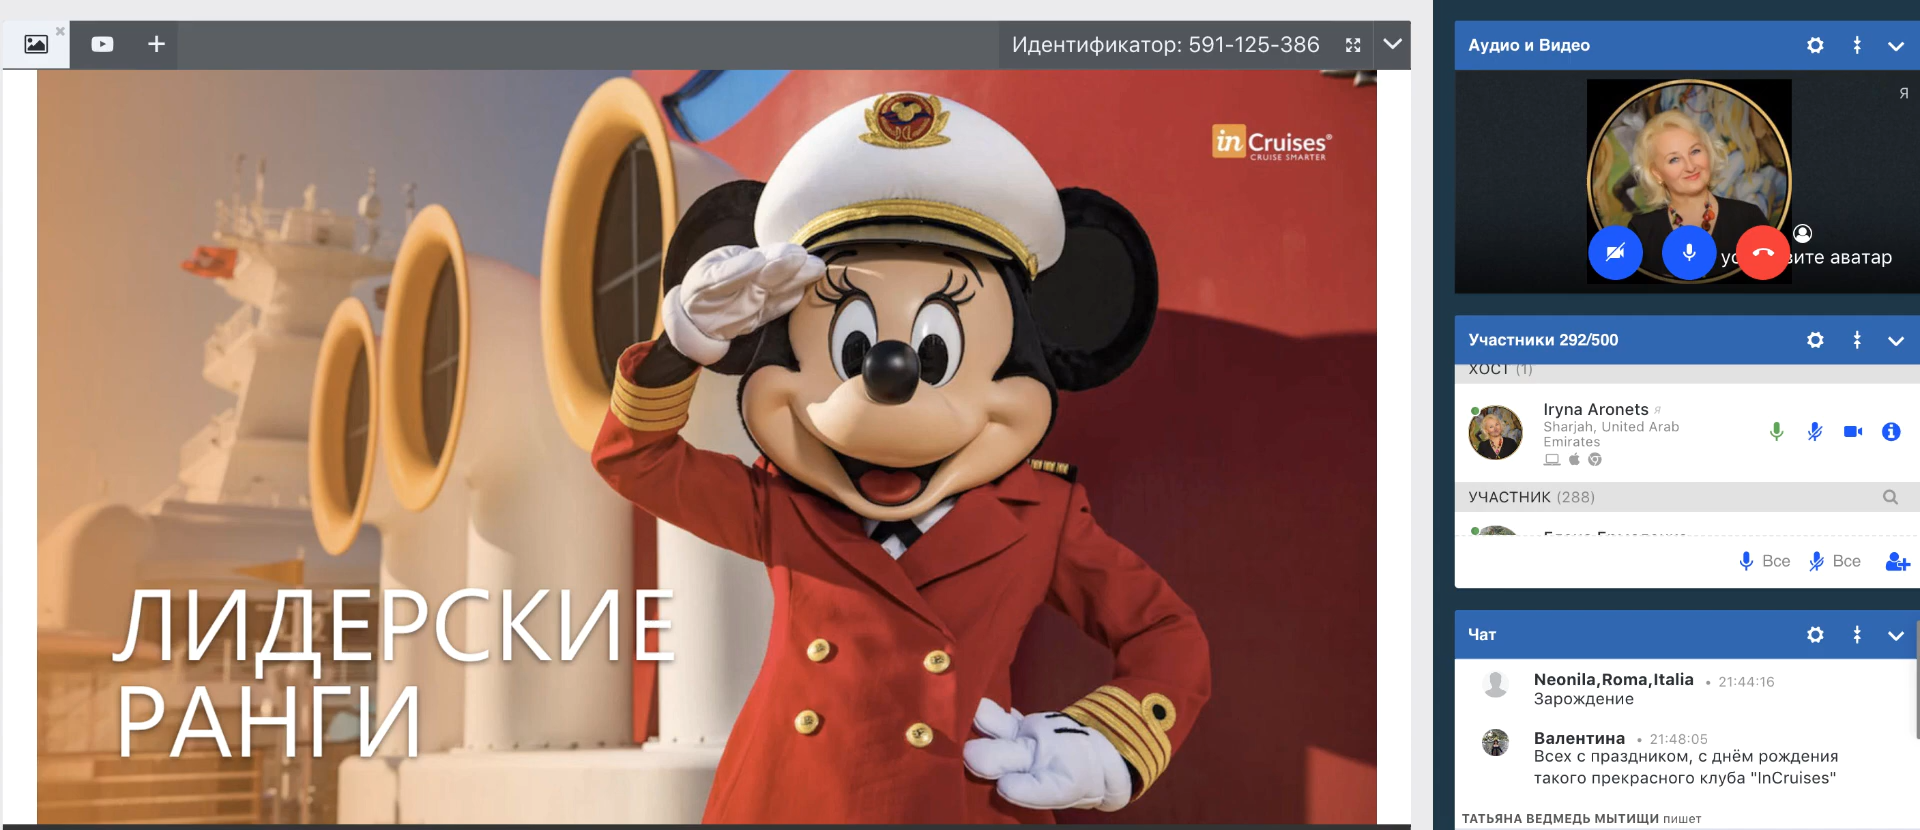 Идентификатор: 591-125-386
in Cruises®
CRUISE SMARTER
ЛИДЕРСКИЕ
РАНГИ
Аудио и Видео
Я
вите аватар
Участники 292/500
ХОСТ (1)
Iryna Aronets я
Sharjah, United Arab
Emirates
УЧАСТНИК (288)
Все
Все
Чат
Neonila,Roma,Italia • 21:44:16
Зарождение
Валентина • 21:48:05
Всех с праздником, с днём рождения
такого прекрасного клуба "InCruises"
ТАТЬЯНА ВЕДМЕДЬ МЫТИЩИ пишет